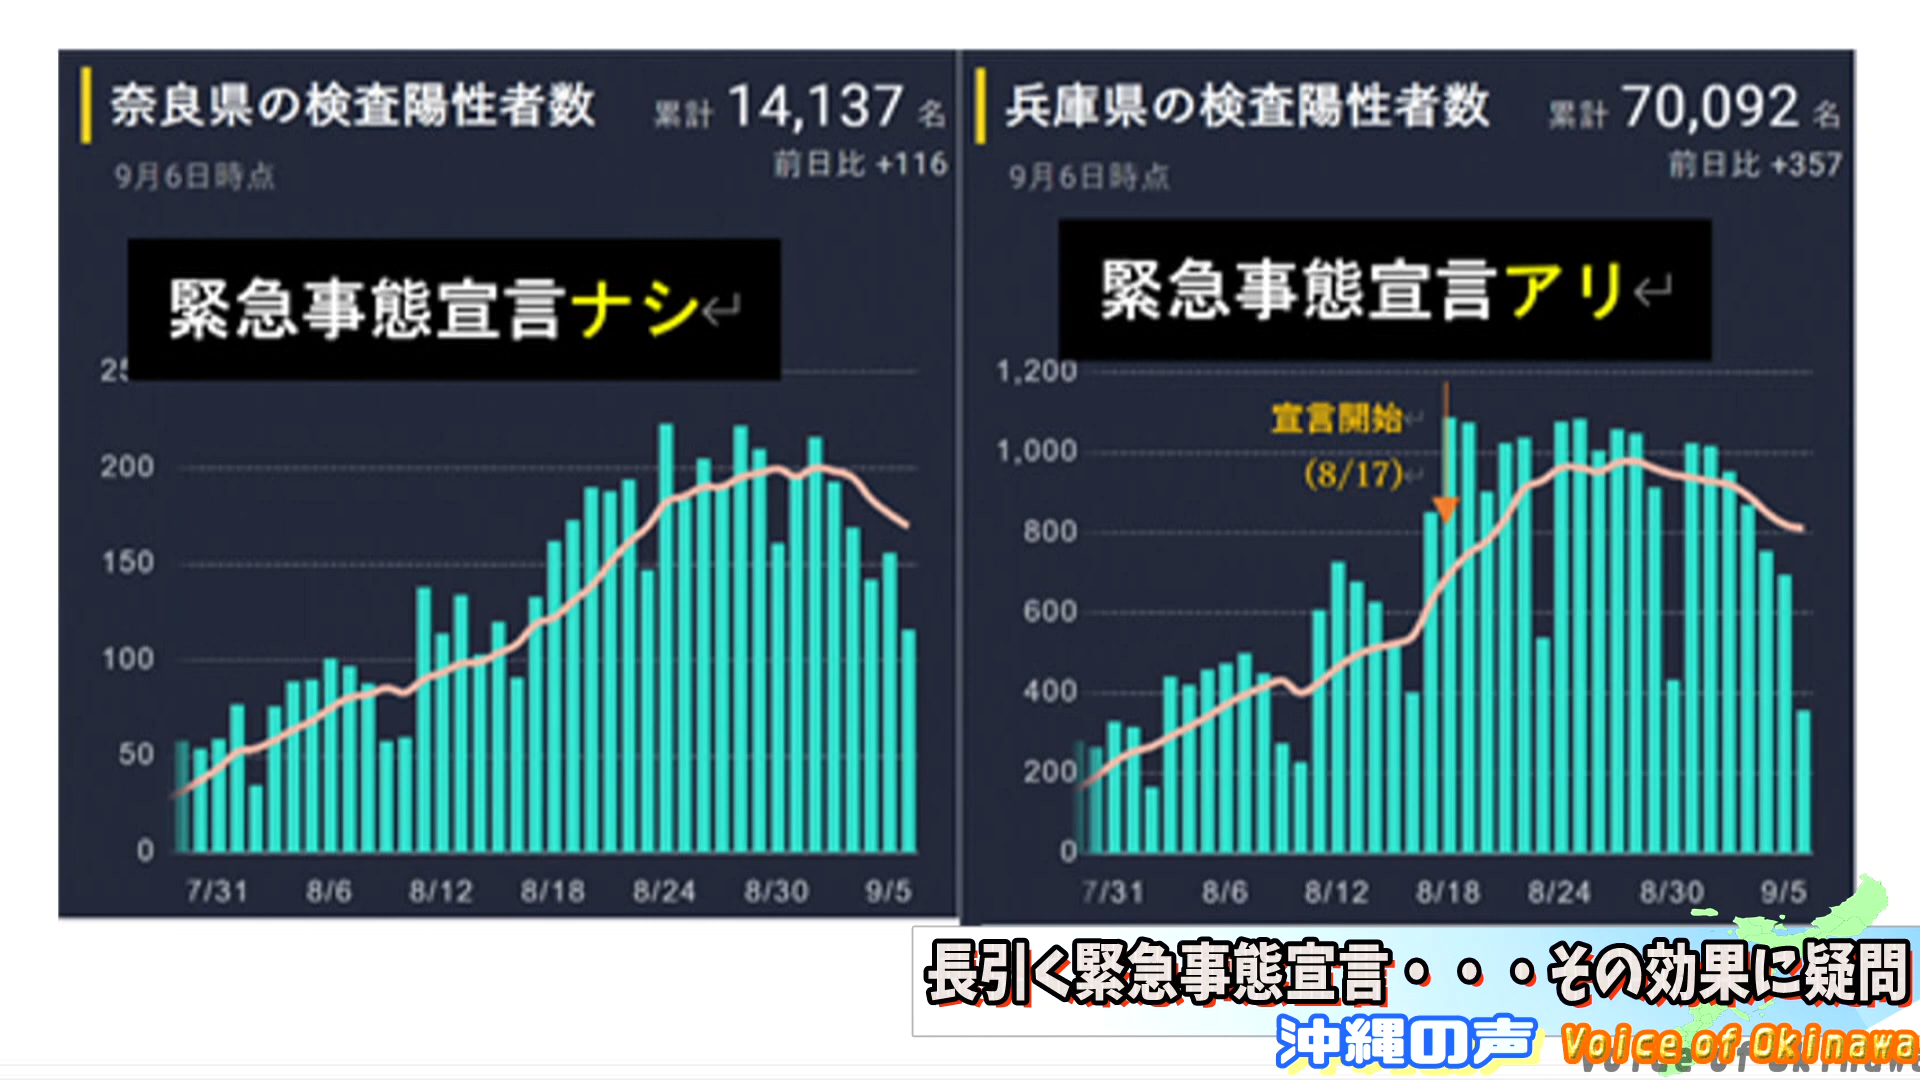 奈良県の検査陽性者数 累計 14,137 名
9月6日時点 前日比 +116
緊急事態宣言ナシ↵
25
200
150
100
50
0
7/31 8/6 8/12 8/18 8/24 8/30 9/5
兵庫県の検査陽性者数 累計 70,092 名
9月6日時点 前日比 +357
緊急事態宣言アリ↵
1,200
宣言開始↵
(8/17)↵
1,000
800
600
400
200
0
7/31 8/6 8/12 8/18 8/24 8/30 9/5
長引く緊急事態宣言・・・その効果に疑問
沖縄の声 Voice of Okinawa